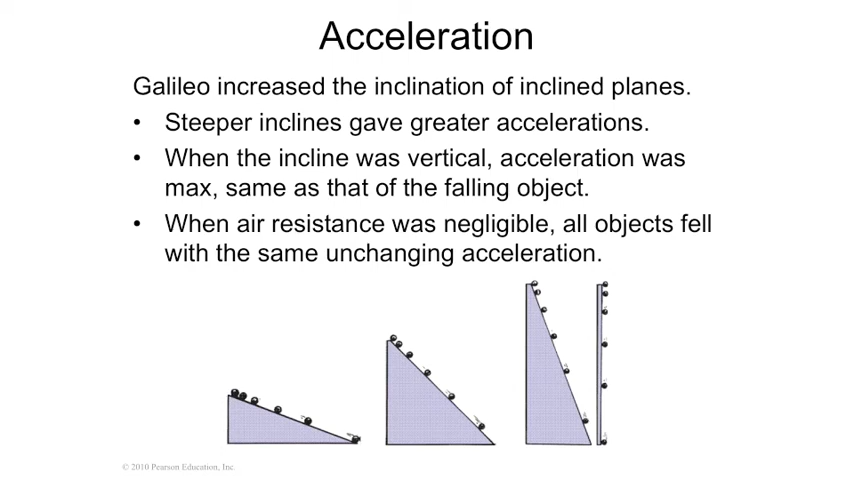 Acceleration
Galileo increased the inclination of inclined planes.
• Steeper inclines gave greater accelerations.
• When the incline was vertical, acceleration was
max, same as that of the falling object.
• When air resistance was negligible, all objects fell
with the same unchanging acceleration.
© 2010 Pearson Education, Inc.